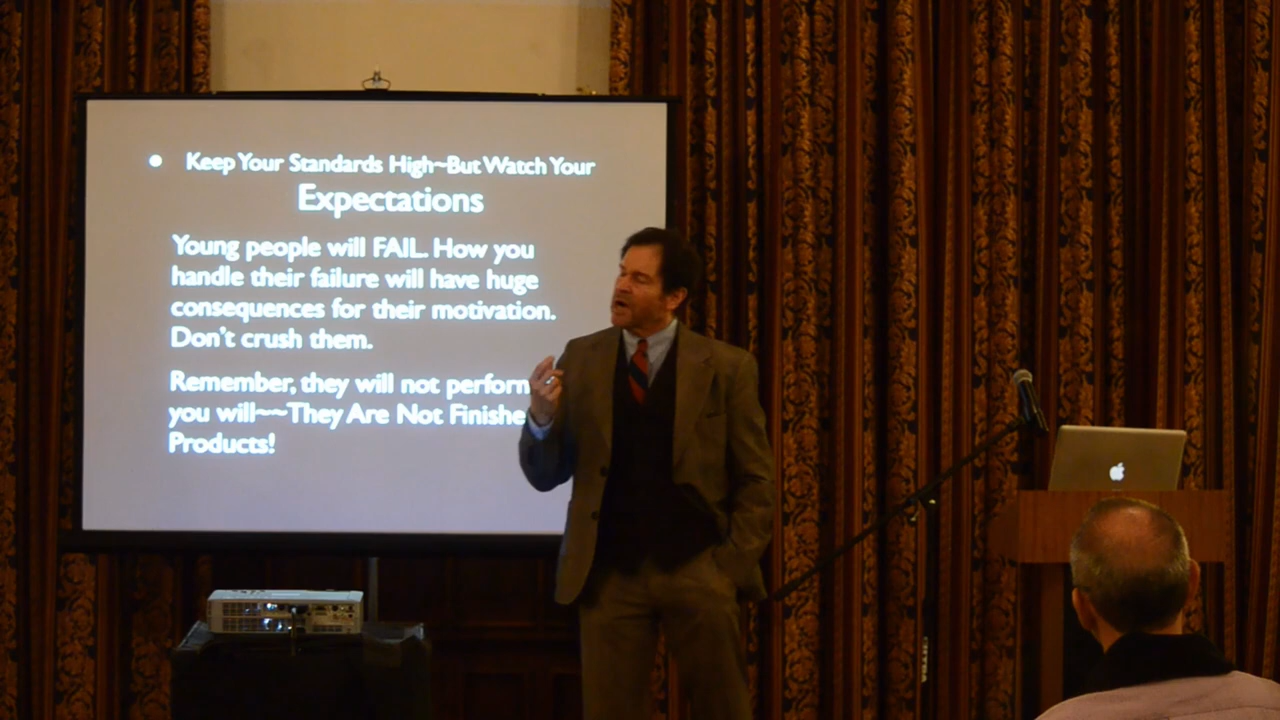 Keep Your Standards High~But Watch Your
Expectations
Young people will FAIL. How you
handle their failure will have huge
consequences for their motivation.
Don't crush them.
Remember, they will not perform
you will~~They Are Not Finishe
Products!